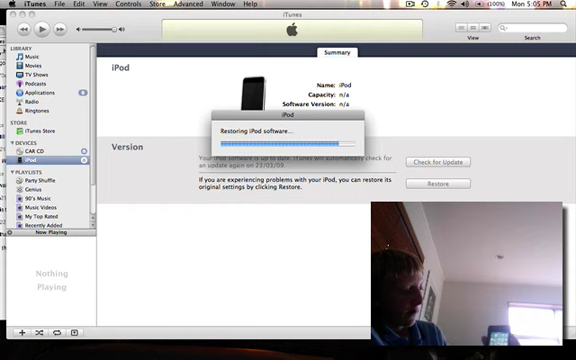 iTunes File Edit View Controls Store Advanced Window Help
(100%) Mon 5:05 PM
iTunes
View
Search
Summary
LIBRARY
Music
Movies
TV Shows
Podcasts
Applications
Radio
Ringtones
STORE
iTunes Store
DEVICES
CAR CD
iPod
PLAYLISTS
Party Shuffle
Genius
90's Music
Music Videos
My Top Rated
Recently Added
Now Playing
Nothing
Playing
iPod
Name: iPod
Capacity: n/a
Software Version: n/a
iPod
Restoring iPod software...
Version
Your iPod software is up to date. iTunes will automatically check for
an update again on 23/03/09.
Check for Update
If you are experiencing problems with your iPod, you can restore its
original settings by clicking Restore.
Restore